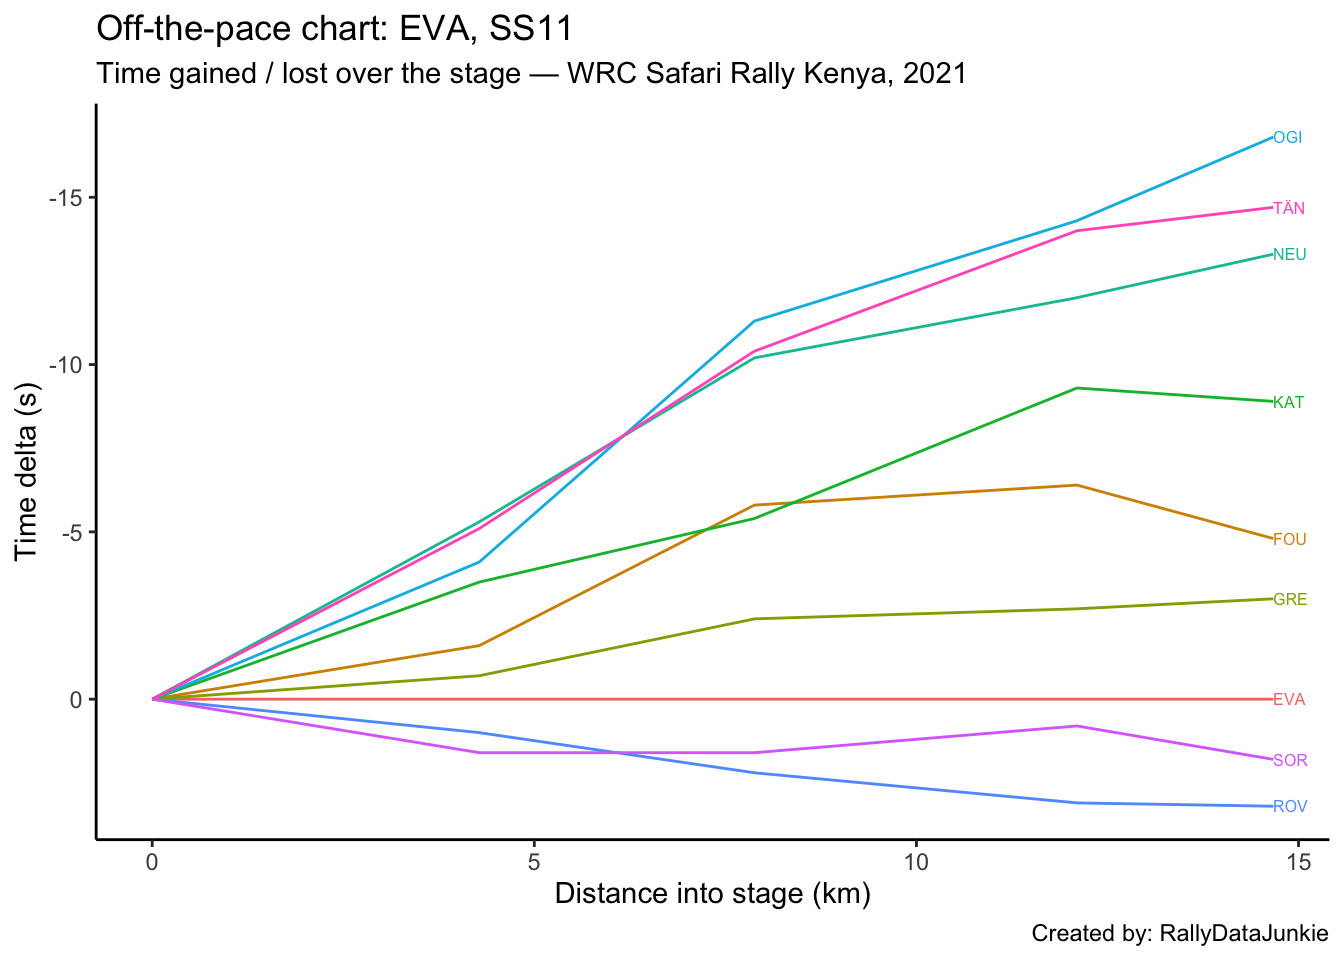 Off-the-pace chart: EVA, SS11
Time gained / lost over the stage — WRC Safari Rally Kenya, 2021
OGI
-15
TÄN
NEU
-10
KAT
Time delta (s)
-5
FOU
GRE
0
EVA
SOR
ROV
0 5 10 15
Distance into stage (km)
Created by: RallyDataJunkie